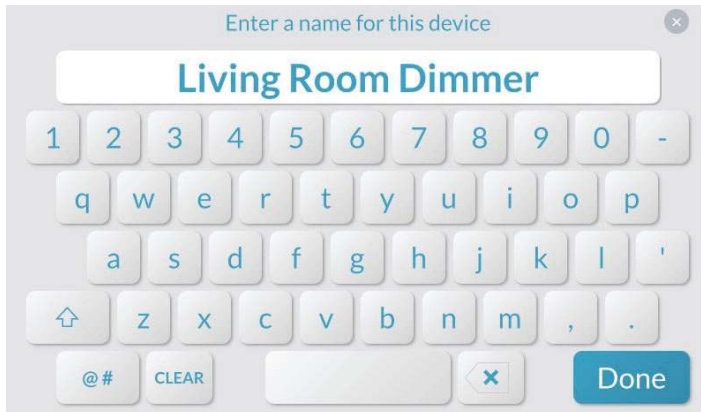 Enter a name for this device
Living Room Dimmer
1 2 3 4 5 6 7 8 9 0 -
q w e r t y u i o p
a s d f g h j k l '
z x c v b n m , .
@ # CLEAR Done